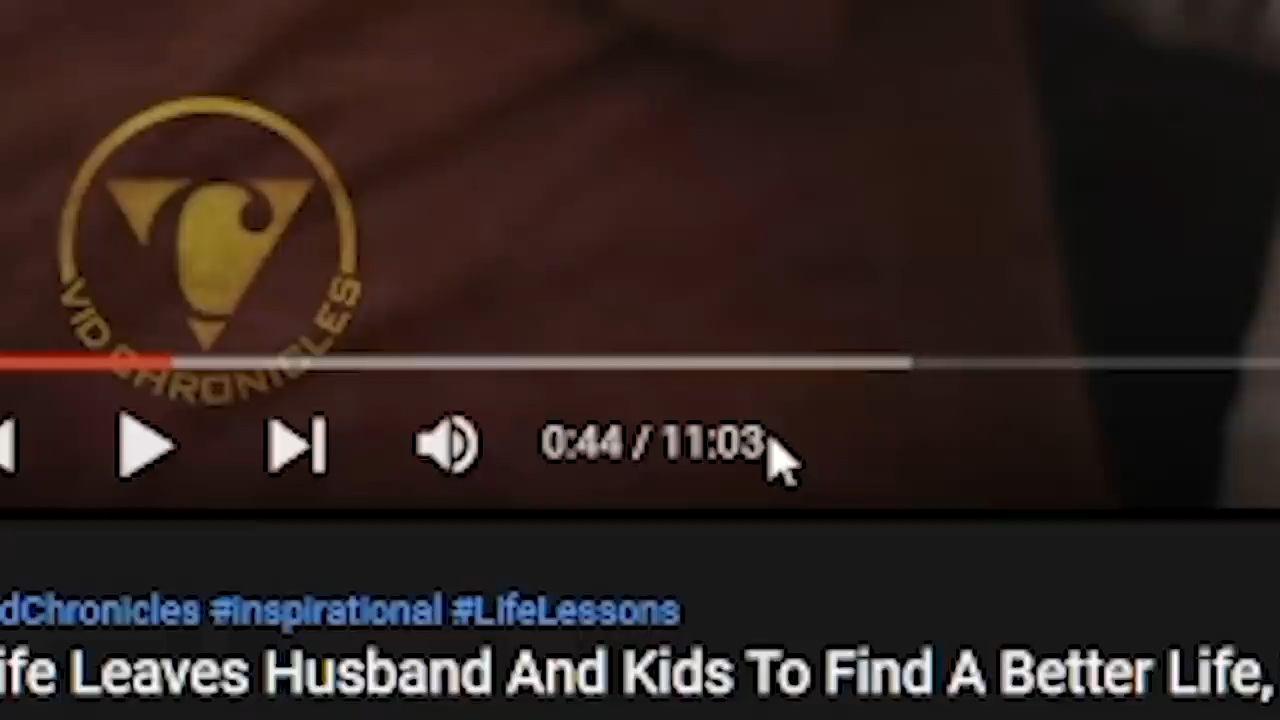 VID CHRONICLES
0:44 / 11:03
dChronicles #Inspirational #LifeLessons
ife Leaves Husband And Kids To Find A Better Life,